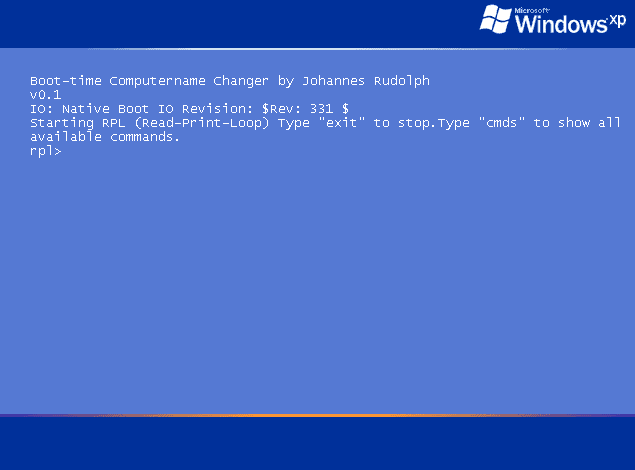 Microsoft
Windows xp
Boot-time Computername Changer by Johannes Rudolph
v0.1
IO: Native Boot IO Revision: $Rev: 331 $
Starting RPL (Read-Print-Loop) Type "exit" to stop.Type "cmds" to show all
available commands.
rpl>